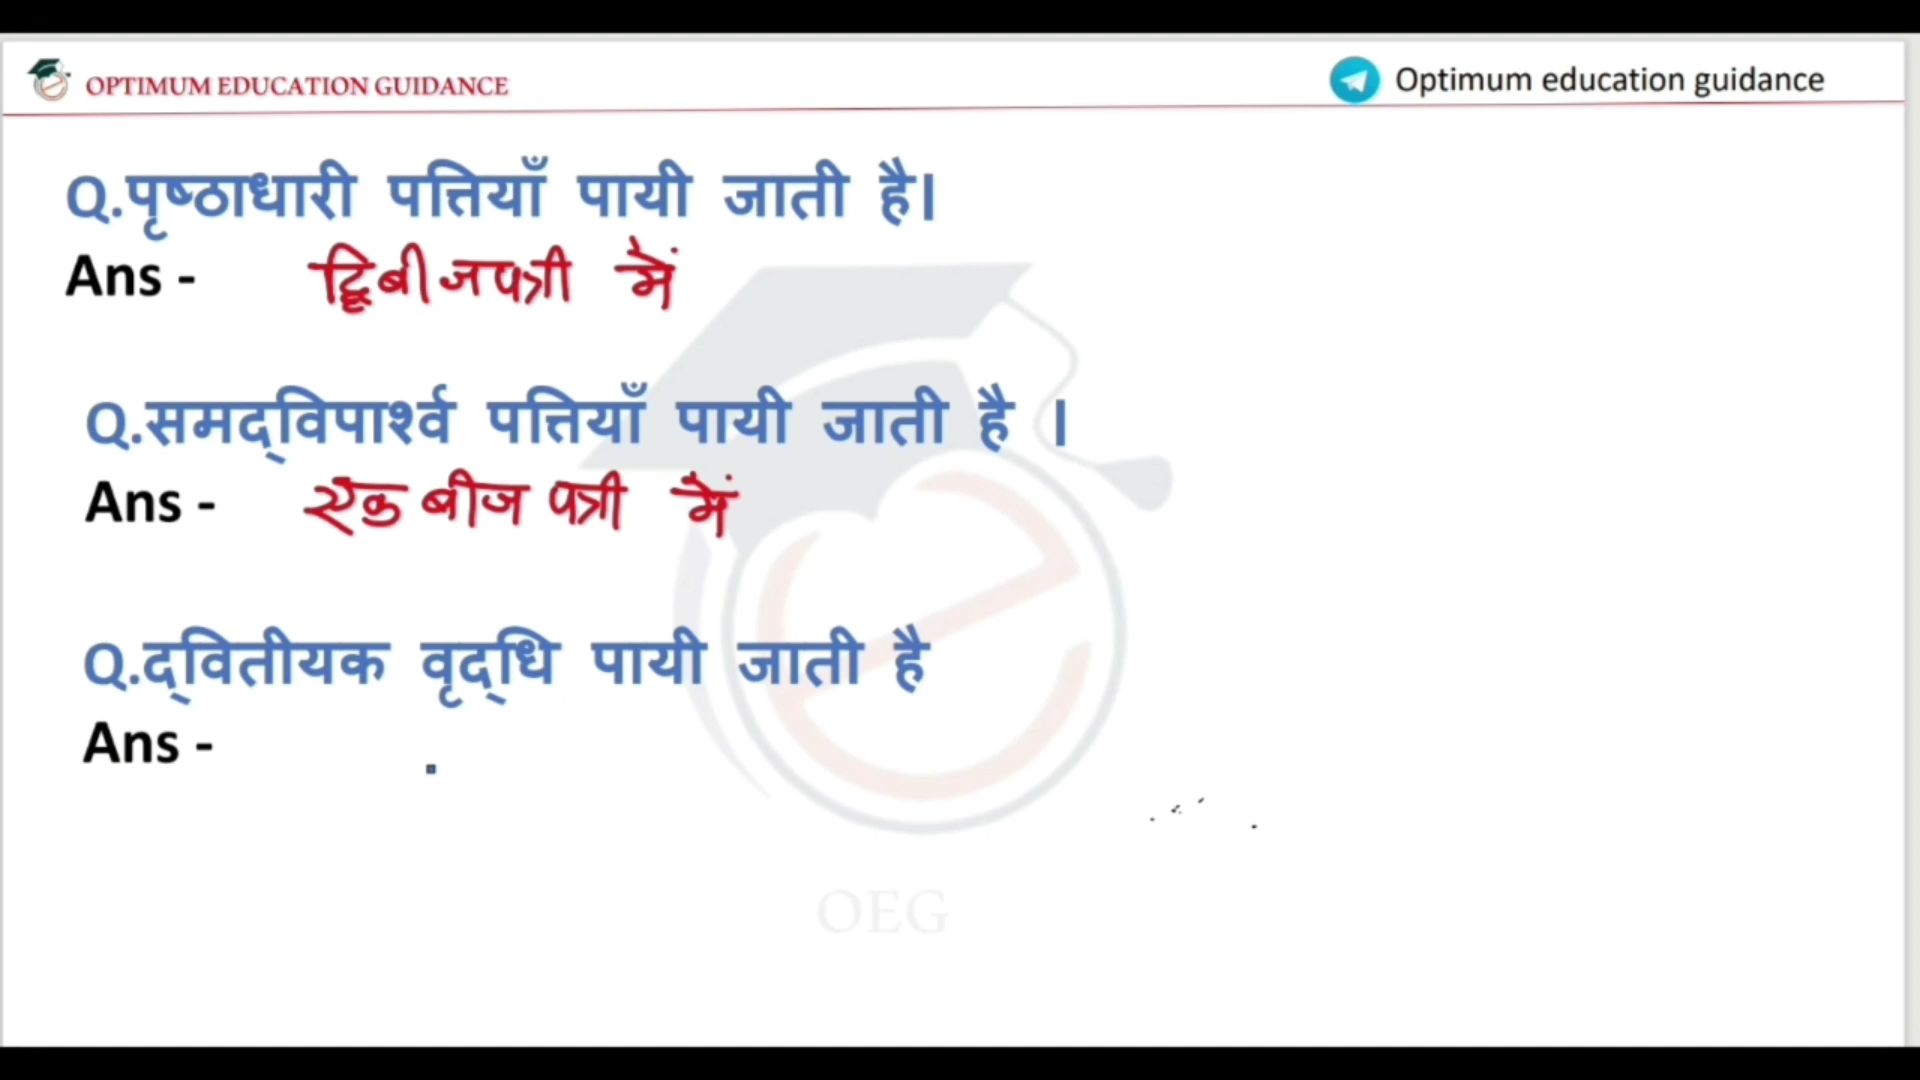 OPTIMUM EDUCATION GUIDANCE
Optimum education guidance
Q.पृष्ठाधारी पत्तियाँ पायी जाती है।
Ans - द्विबीजपत्री में
Q.समद्विपार्श्व पत्तियाँ पायी जाती है ।
Ans - एक बीज पत्री में
Q.द्वितीयक वृद्धि पायी जाती है
Ans -
OEG